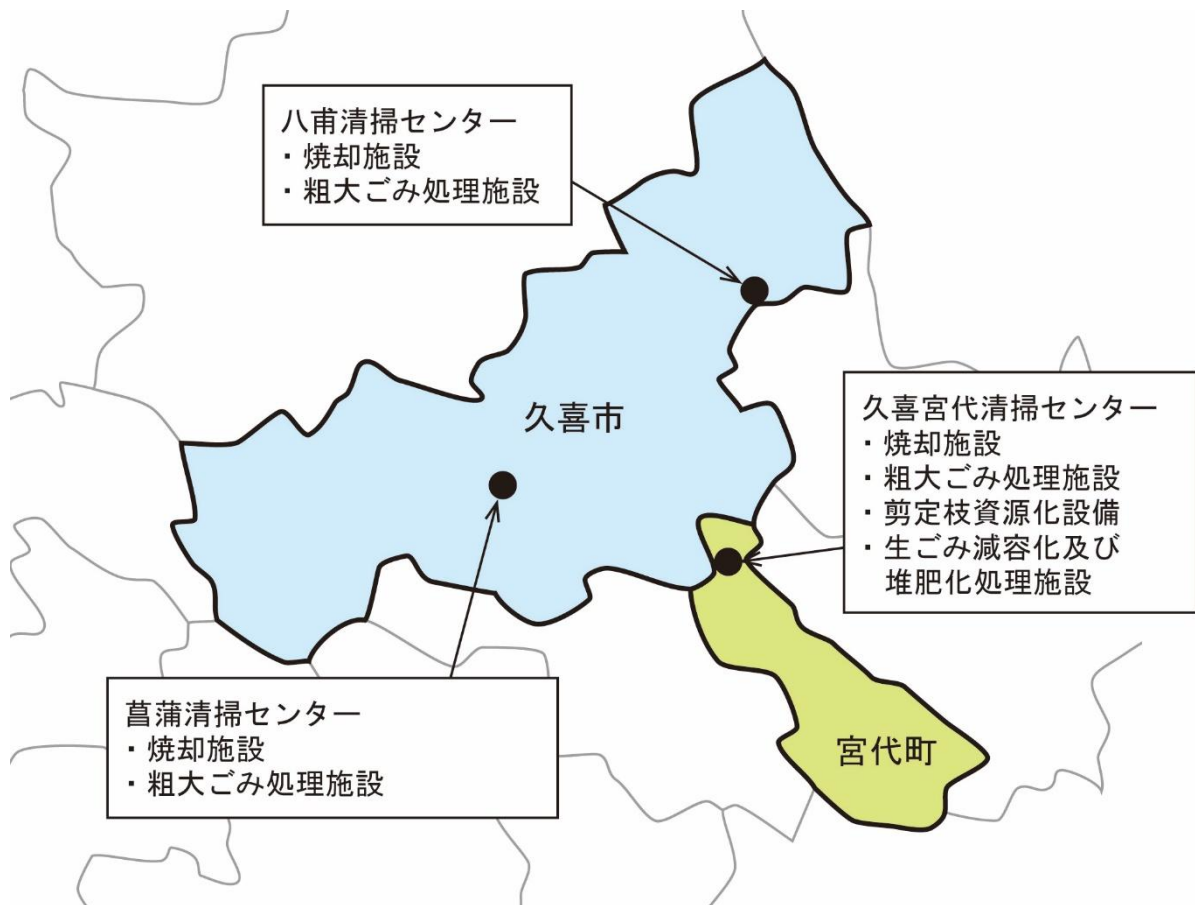 八甫清掃センター
・焼却施設
・粗大ごみ処理施設
久喜市
久喜宮代清掃センター
・焼却施設
・粗大ごみ処理施設
・剪定枝資源化設備
・生ごみ減容化及び
堆肥化処理施設
菖蒲清掃センター
・焼却施設
・粗大ごみ処理施設
宮代町